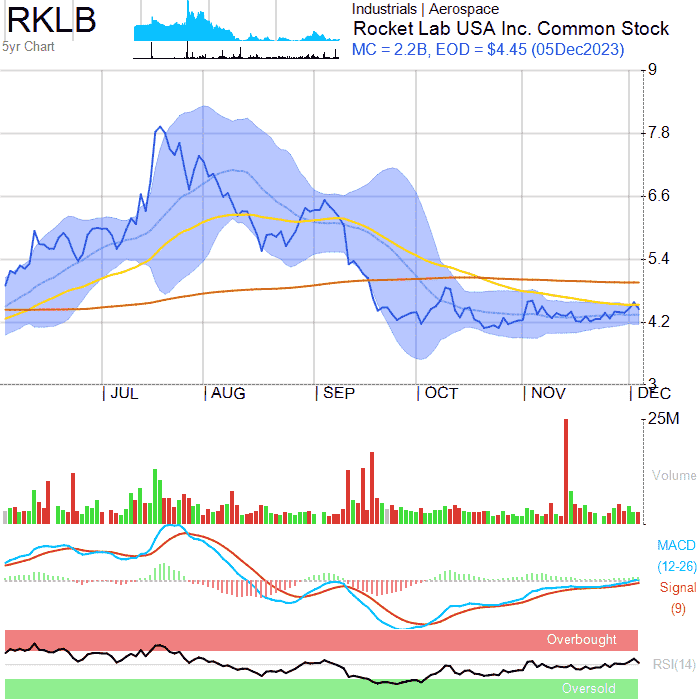 RKLB
5yr Chart
Industrials | Aerospace
Rocket Lab USA Inc. Common Stock
MC = 2.2B, EOD = $4.45 (05Dec2023)
9
7.8
6.6
5.4
4.2
3
JUL
AUG
SEP
OCT
NOV
DEC
25M
Volume
MACD
(12-26)
Signal
(9)
Overbought
RSI(14)
Oversold